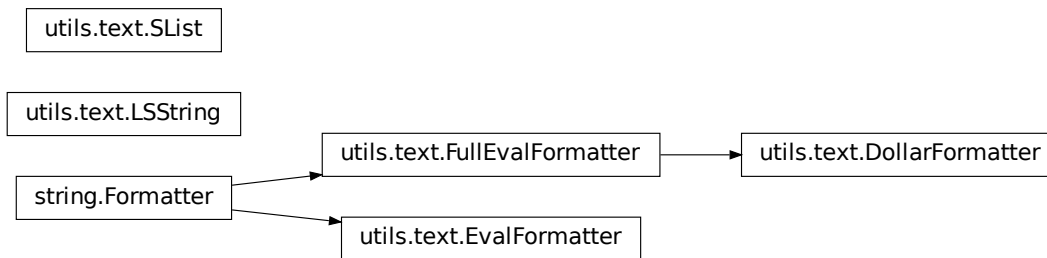 utils.text.SList
utils.text.LSString
utils.text.FullEvalFormatter
utils.text.DollarFormatter
string.Formatter
utils.text.EvalFormatter